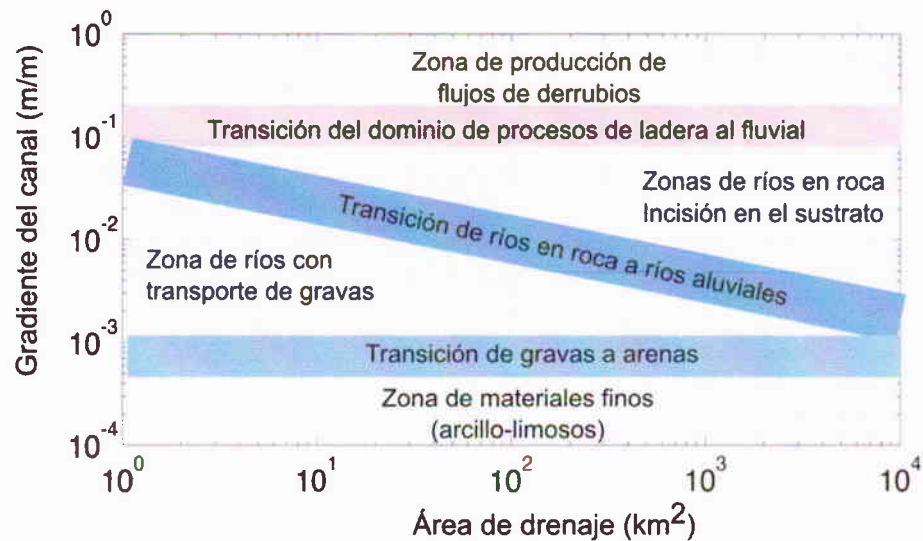 Gradiente del canal (m/m)
10⁰
10⁻¹
10⁻²
10⁻³
10⁻⁴
Zona de producción de
flujos de derrubios
Transición del dominio de procesos de ladera al fluvial
Zonas de ríos en roca
Incisión en el sustrato
Transición de ríos en roca a ríos aluviales
Zona de ríos con
transporte de gravas
Transición de gravas a arenas
Zona de materiales finos
(arcillo-limosos)
10⁰ 10¹ 10² 10³ 10⁴
Área de drenaje (km²)